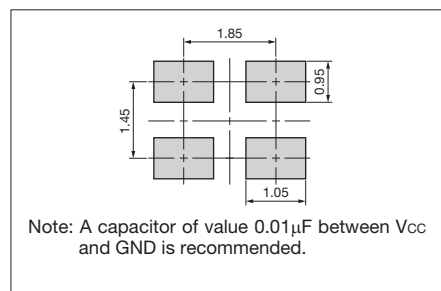 1.85
0.95
1.45
1.05
Note: A capacitor of value 0.01μF between Vcc
and GND is recommended.